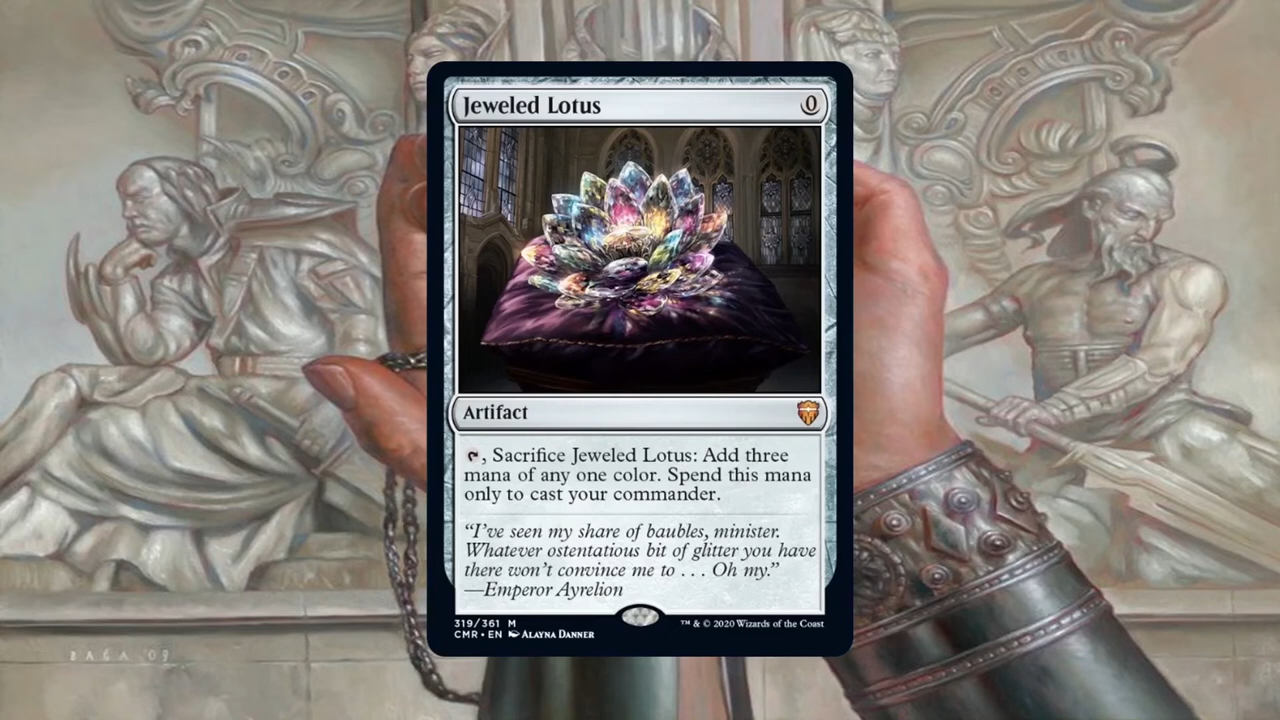 Jeweled Lotus 0
Artifact
, Sacrifice Jeweled Lotus: Add three
mana of any one color. Spend this mana
only to cast your commander.
“I’ve seen my share of baubles, minister.
Whatever ostentatious bit of glitter you have
there won’t convince me to . . . Oh my.”
—Emperor Ayrelion
319/361 M
CMR • EN Alayna Danner
™ & © 2020 Wizards of the Coast
BAGA '09